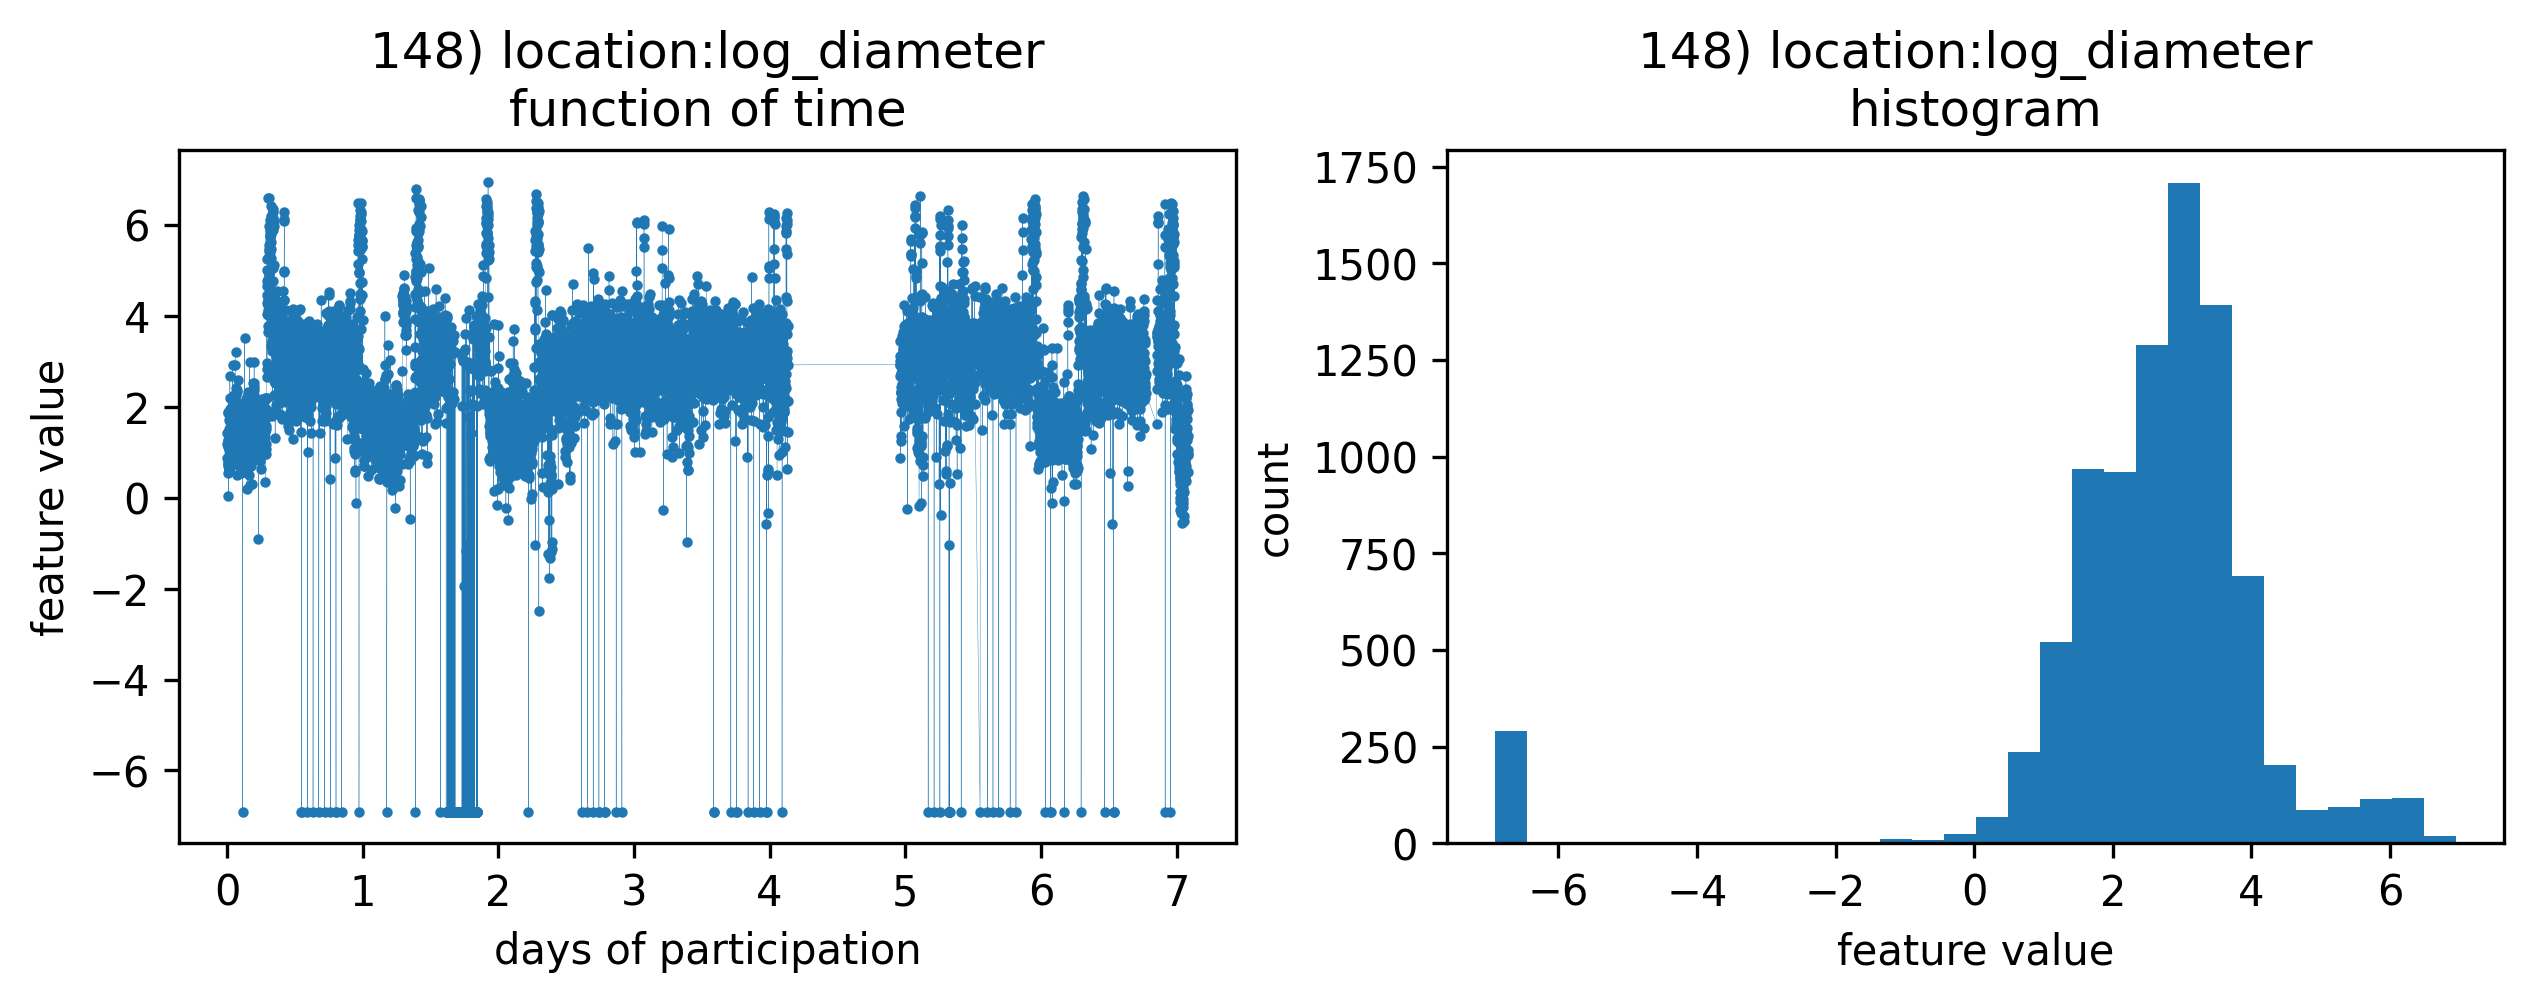 148) location:log_diameter
function of time
feature value
6
4
2
0
−2
−4
−6
0 1 2 3 4 5 6 7
days of participation
148) location:log_diameter
histogram
count
1750
1500
1250
1000
750
500
250
0
−6 −4 −2 0 2 4 6
feature value